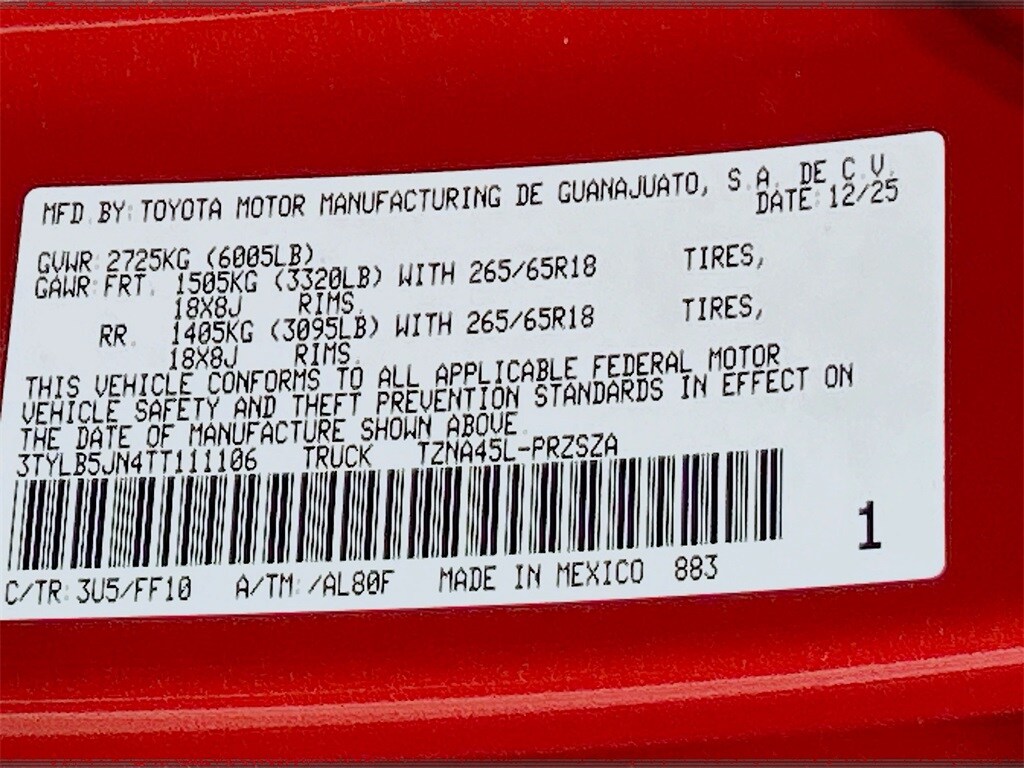 MFD.BY:TOYOTA MOTOR MANUFACTURING DE GUANAJUATO, S.A. DE C.V.
DATE:12/25
GVWR:2725KG (6005LB)
GAWR:FRT. 1505KG (3320LB) WITH 265/65R18 TIRES,
18X8J RIMS.
RR. 1405KG (3095LB) WITH 265/65R18 TIRES,
18X8J RIMS.
THIS VEHICLE CONFORMS TO ALL APPLICABLE FEDERAL MOTOR
VEHICLE SAFETY AND THEFT PREVENTION STANDARDS IN EFFECT ON
THE DATE OF MANUFACTURE SHOWN ABOVE.
3TYLB5JN4TT111106 TRUCK TZNA45L-PRZSZA
1
C/TR:3U5/FF10 A/TM:/AL80F MADE IN MEXICO 883